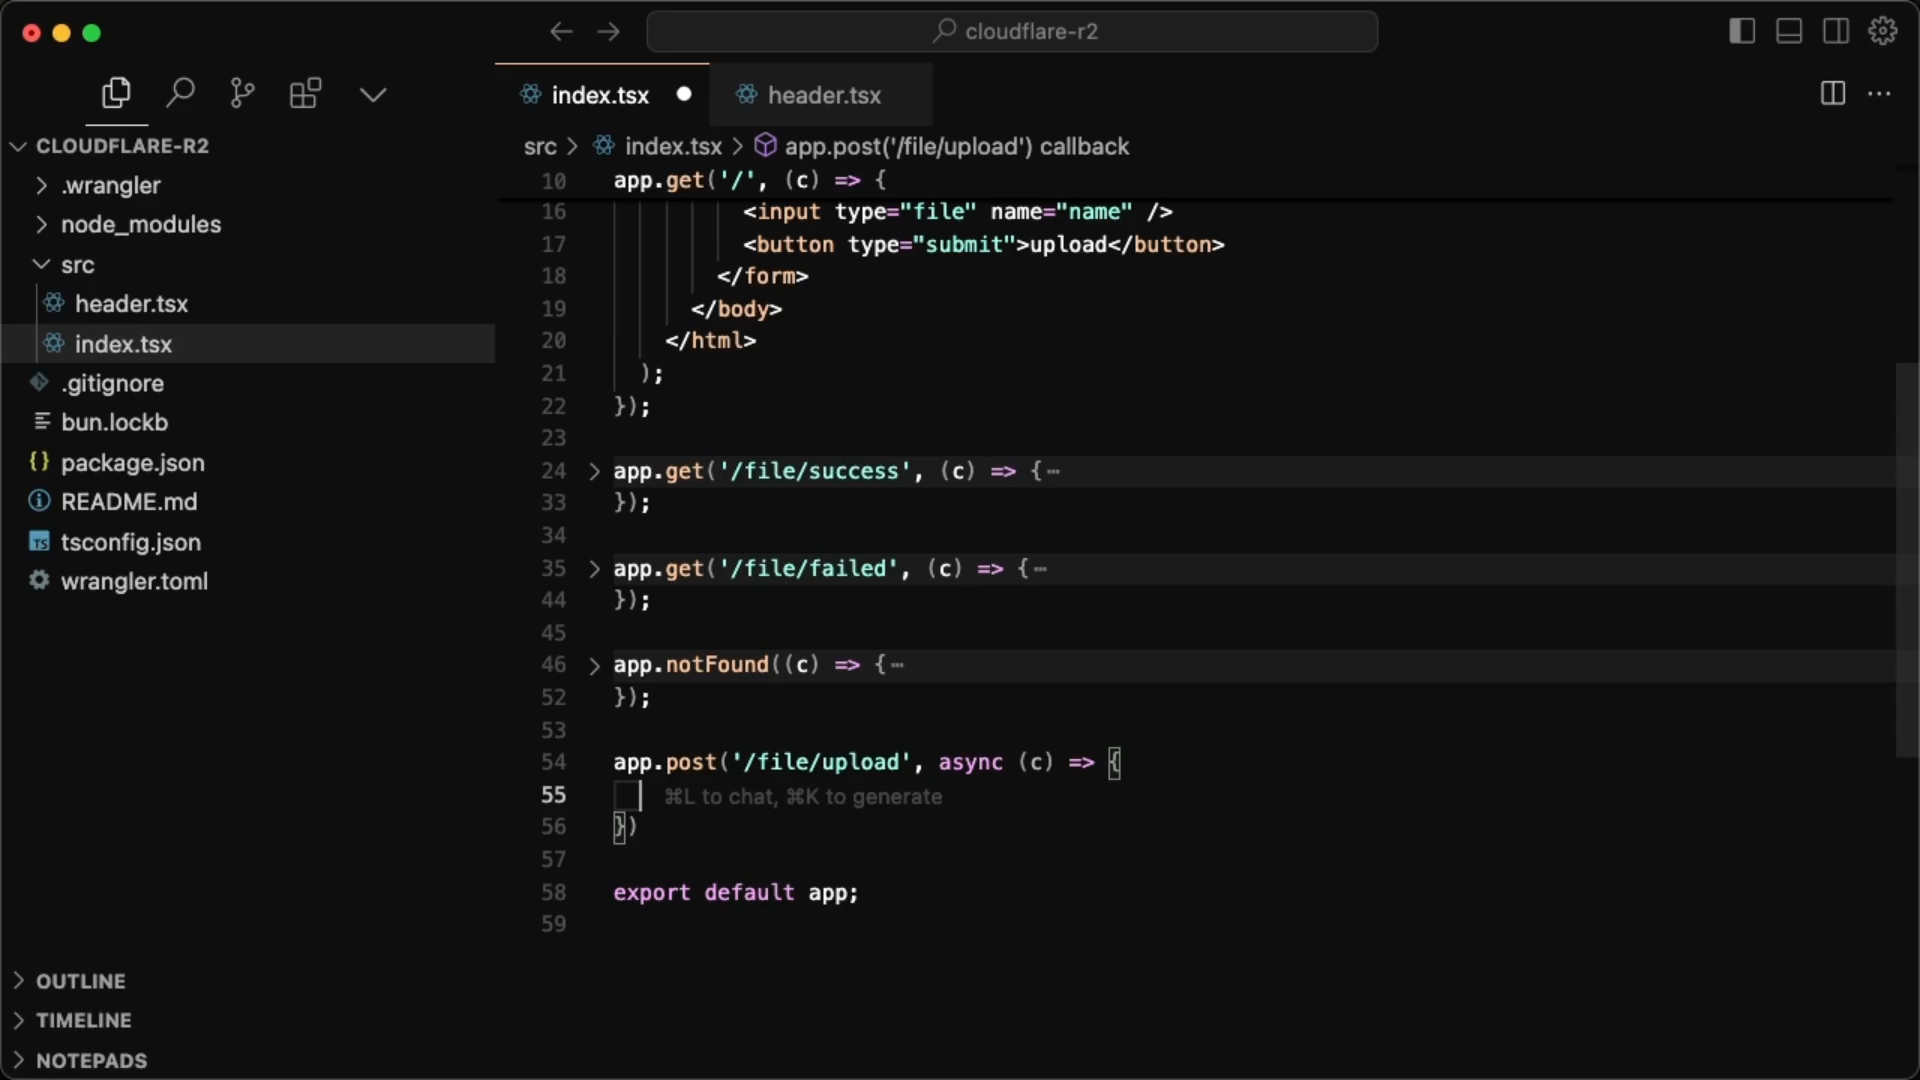 cloudflare-r2
index.tsx
header.tsx
src > index.tsx > app.post('/file/upload') callback
CLOUDFLARE-R2
.wrangler
node_modules
src
header.tsx
index.tsx
.gitignore
bun.lockb
package.json
README.md
tsconfig.json
wrangler.toml
OUTLINE
TIMELINE
NOTEPADS
10 app.get('/', (c) => {
16 <input type="file" name="name" />
17 <button type="submit">upload</button>
18 </form>
19 </body>
20 </html>
21 );
22 });
23
24 app.get('/file/success', (c) => {⋯
33 });
34
35 app.get('/file/failed', (c) => {⋯
44 });
45
46 app.notFound((c) => {⋯
52 });
53
54 app.post('/file/upload', async (c) => {
55 ⌘L to chat, ⌘K to generate
56 })
57
58 export default app;
59